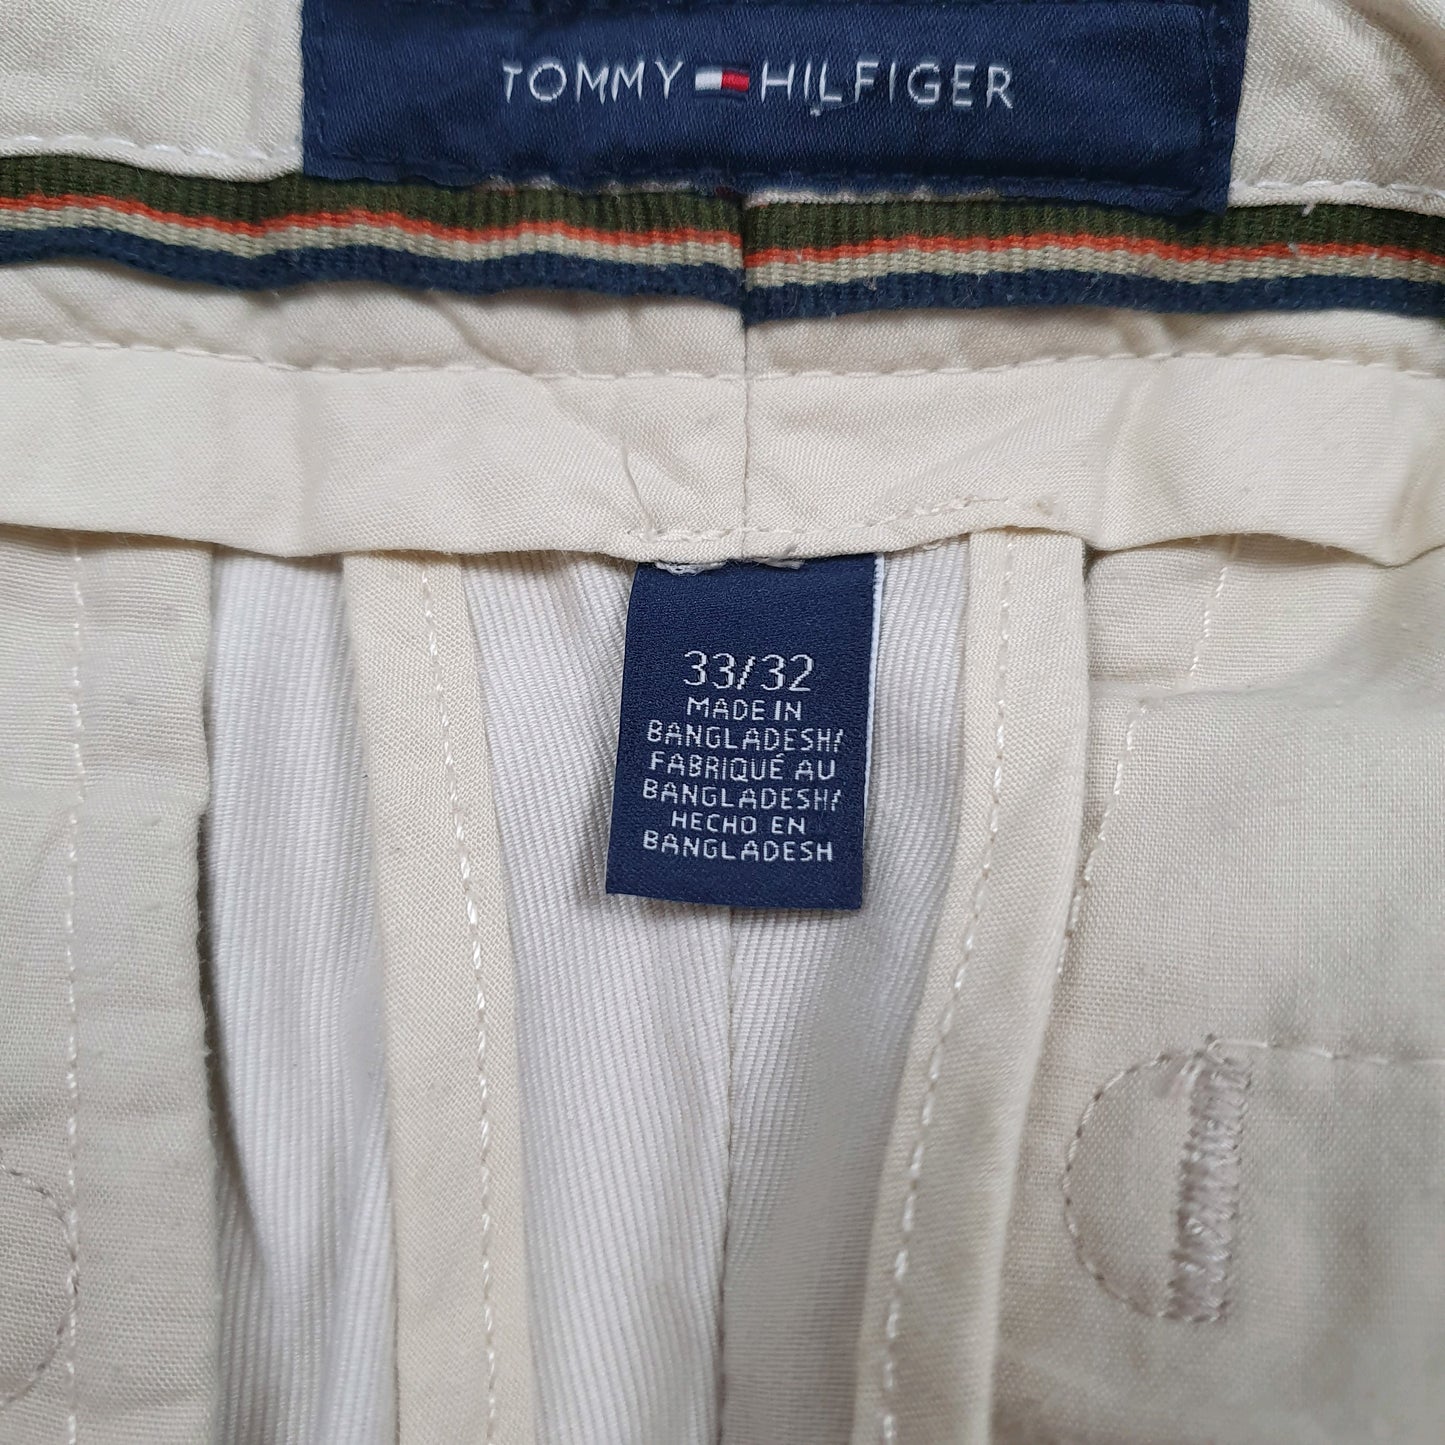 TOMMY HILFIGER
33/32
MADE IN
BANGLADESH/
FABRIQUÉ AU
BANGLADESH/
HECHO EN
BANGLADESH